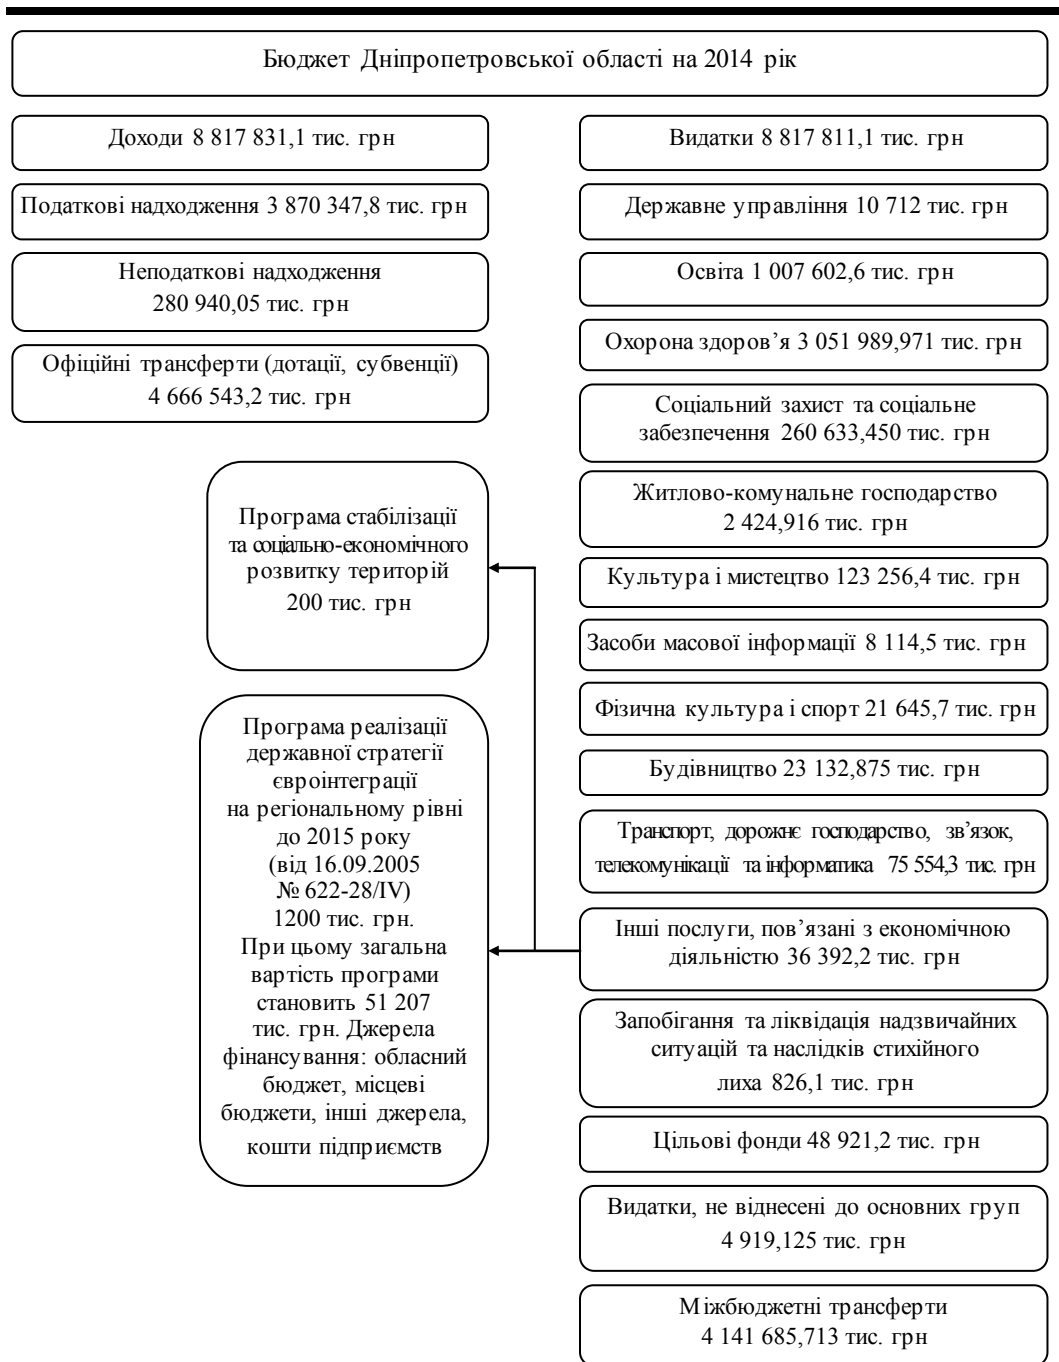 Бюджет Дніпропетровської області на 2014 рік
Доходи 8 817 831,1 тис. грн
Податкові надходження 3 870 347,8 тис. грн
Неподаткові надходження
280 940,05 тис. грн
Офіційні трансферти (дотації, субвенції)
4 666 543,2 тис. грн
Програма стабілізації
та соціально-економічного
розвитку територій
200 тис. грн
Програма реалізації
державної стратегії
євроінтеграції
на регіональному рівні
до 2015 року
(від 16.09.2005
№ 622-28/IV)
1200 тис. грн.
При цьому загальна
вартість програми
становить 51 207
тис. грн. Джерела
фінансування: обласний
бюджет, місцеві
бюджети, інші джерела,
кошти підприємств
Видатки 8 817 811,1 тис. грн
Державне управління 10 712 тис. грн
Освіта 1 007 602,6 тис. грн
Охорона здоров’я 3 051 989,971 тис. грн
Соціальний захист та соціальне
забезпечення 260 633,450 тис. грн
Житлово-комунальне господарство
2 424,916 тис. грн
Культура і мистецтво 123 256,4 тис. грн
Засоби масової інформації 8 114,5 тис. грн
Фізична культура і спорт 21 645,7 тис. грн
Будівництво 23 132,875 тис. грн
Транспорт, дорожнє господарство, зв’язок,
телекомунікації та інформатика 75 554,3 тис. грн
Інші послуги, пов’язані з економічною
діяльністю 36 392,2 тис. грн
Запобігання та ліквідація надзвичайних
ситуацій та наслідків стихійного
лиха 826,1 тис. грн
Цільові фонди 48 921,2 тис. грн
Видатки, не віднесені до основних груп
4 919,125 тис. грн
Міжбюджетні трансферти
4 141 685,713 тис. грн